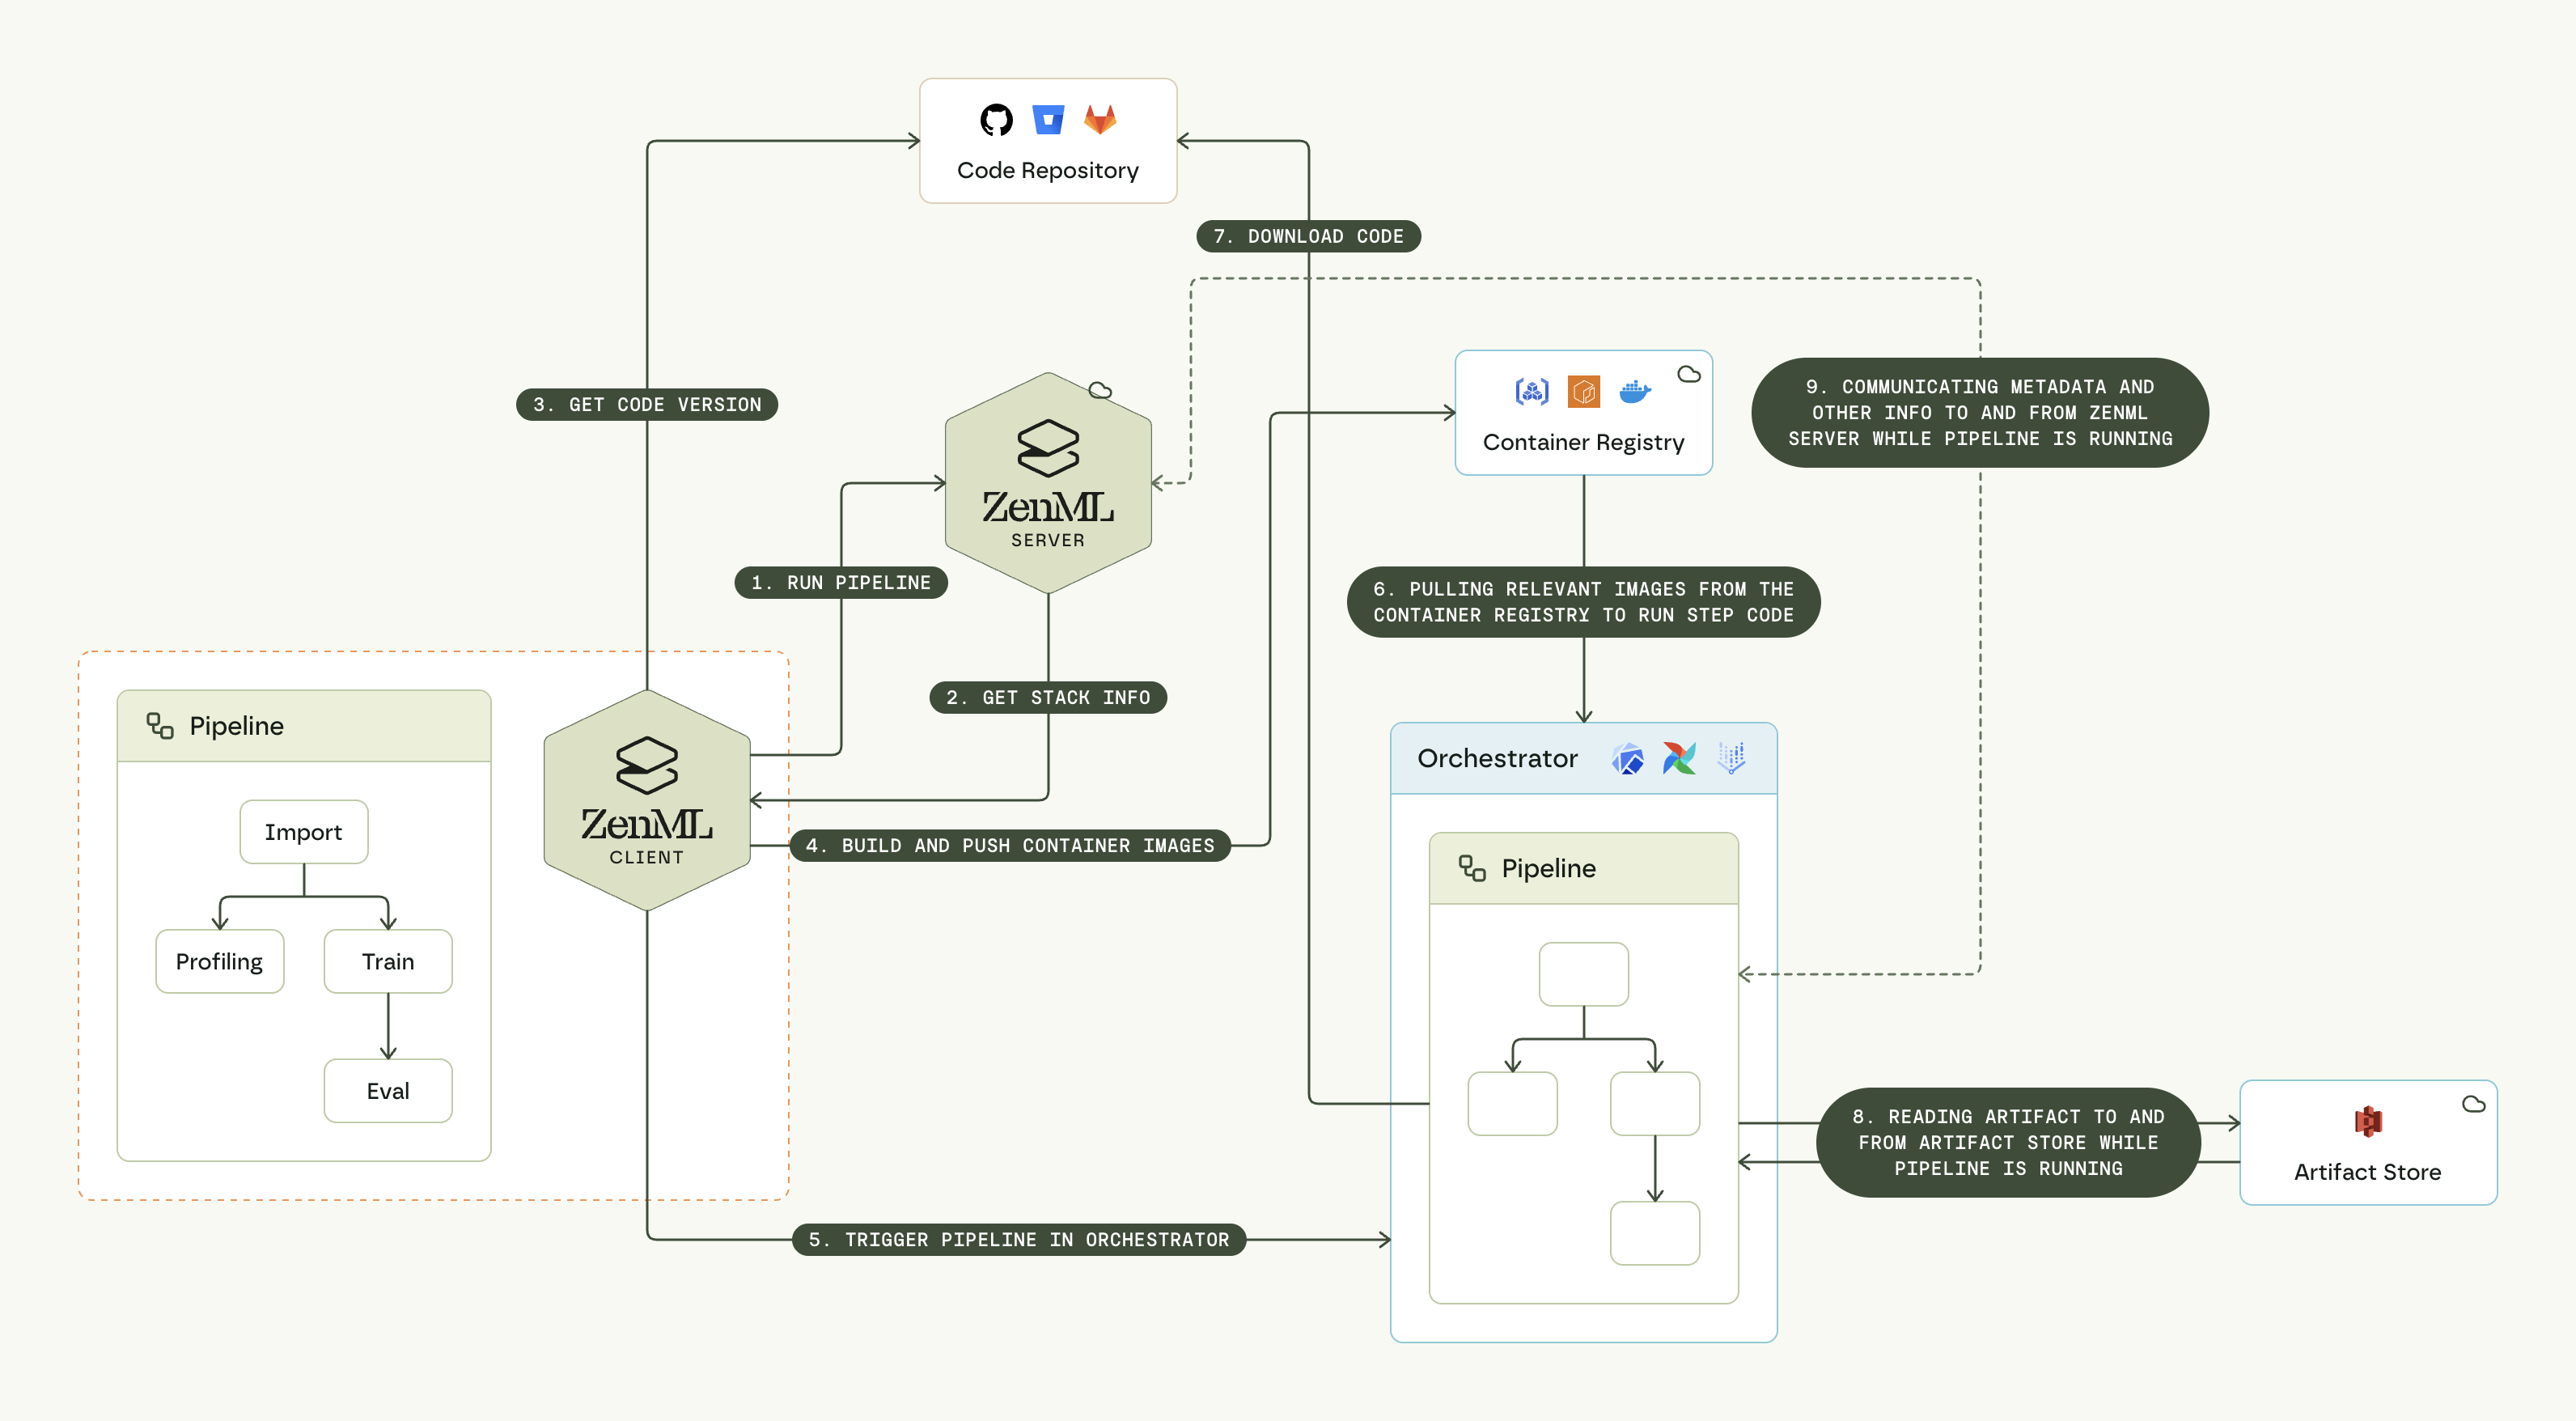 Code Repository
7. DOWNLOAD CODE
3. GET CODE VERSION
ZenML
SERVER
Container Registry
9. COMMUNICATING METADATA AND
OTHER INFO TO AND FROM ZENML
SERVER WHILE PIPELINE IS RUNNING
1. RUN PIPELINE
6. PULLING RELEVANT IMAGES FROM THE
CONTAINER REGISTRY TO RUN STEP CODE
2. GET STACK INFO
Pipeline
Import
Profiling
Train
Eval
ZenML
CLIENT
4. BUILD AND PUSH CONTAINER IMAGES
Orchestrator
Pipeline
8. READING ARTIFACT TO AND
FROM ARTIFACT STORE WHILE
PIPELINE IS RUNNING
Artifact Store
5. TRIGGER PIPELINE IN ORCHESTRATOR